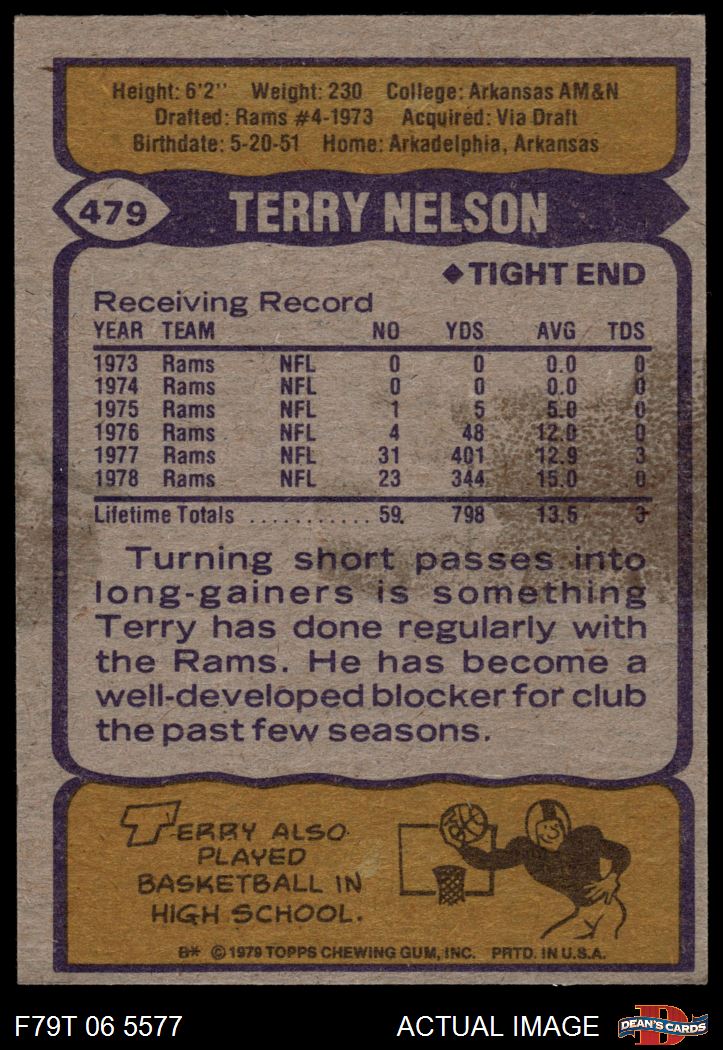 Height: 6'2" Weight: 230 College: Arkansas AM&N
Drafted: Rams #4-1973 Acquired: Via Draft
Birthdate: 5-20-51 Home: Arkadelphia, Arkansas
479 TERRY NELSON
◆TIGHT END
Receiving Record
YEAR TEAM NO YDS AVG TDS
1973 Rams NFL 0 0 0.0 0
1974 Rams NFL 0 0 0.0 0
1975 Rams NFL 1 5 5.0 0
1976 Rams NFL 4 48 12.0 0
1977 Rams NFL 31 401 12.9 3
1978 Rams NFL 23 344 15.0 0
Lifetime Totals ........... 59. 798 13.5 3
Turning short passes into
long-gainers is something
Terry has done regularly with
the Rams. He has become a
well-developed blocker for club
the past few seasons.
TERRY ALSO
PLAYED
BASKETBALL IN
HIGH SCHOOL.
B* © 1979 TOPPS CHEWING GUM, INC. PRTD. IN U.S.A.
F79T 06 5577 ACTUAL IMAGE D DEAN'S CARDS